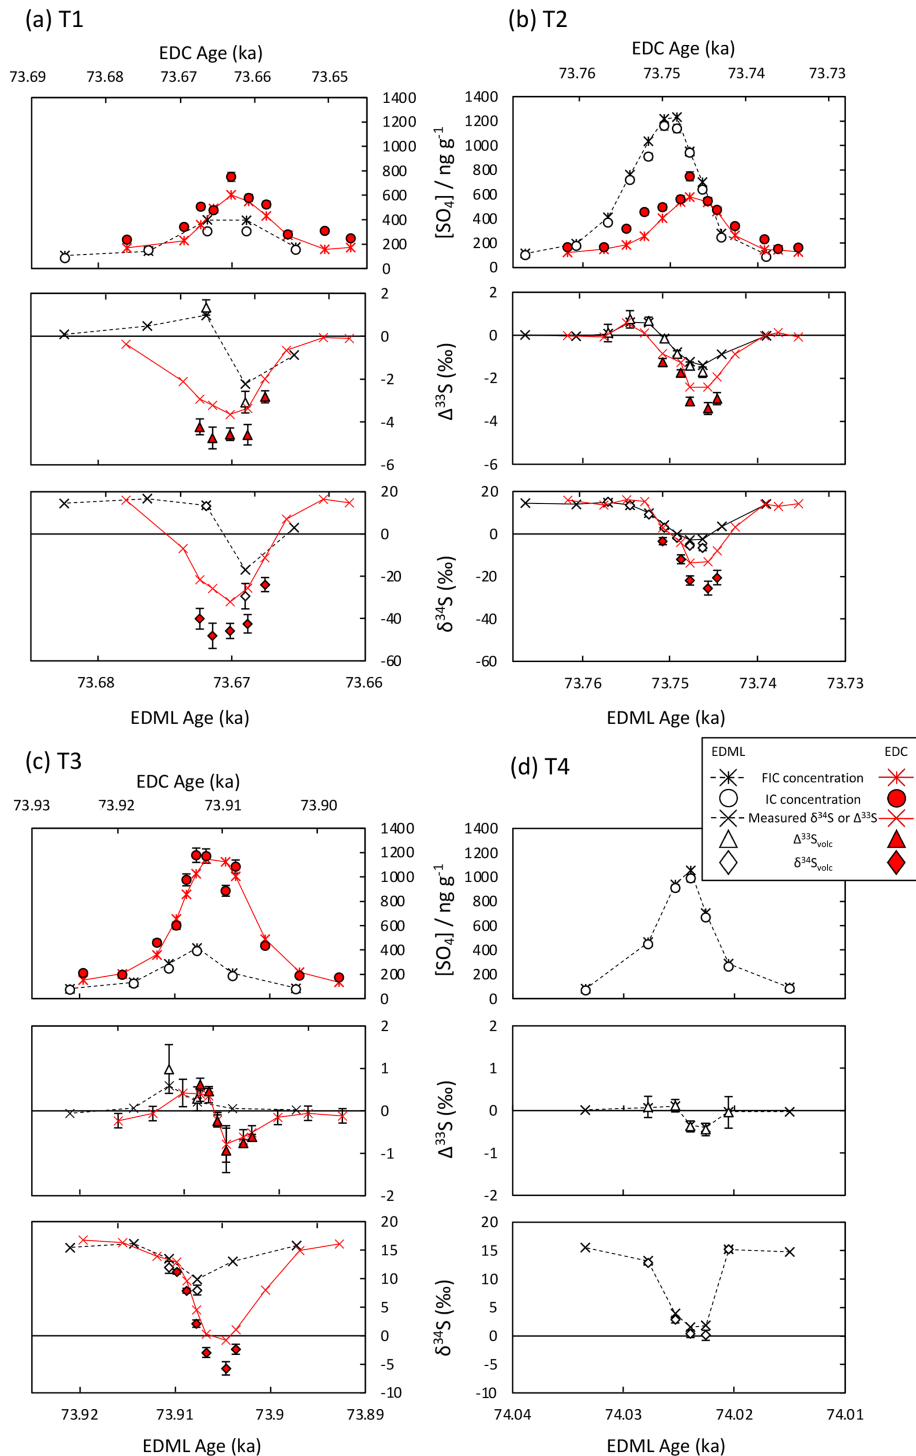 (a) T1
EDC Age (ka)
73.69 73.68 73.67 73.66 73.65
1400
1200
1000
800
600
400
200
0
2
0
-2
-4
-6
20
0
-20
-40
-60
73.68 73.67 73.66
EDML Age (ka)
[SO₄] / ng g⁻¹
Δ³³S (‰)
δ³⁴S (‰)
(b) T2
EDC Age (ka)
73.76 73.75 73.74 73.73
1400
1200
1000
800
600
400
200
0
2
0
-2
-4
-6
20
0
-20
-40
-60
73.76 73.75 73.74 73.73
EDML Age (ka)
(c) T3
EDC Age (ka)
73.93 73.92 73.91 73.90
1400
1200
1000
800
600
400
200
0
2
1
0
-1
-2
20
15
10
5
0
-5
-10
73.92 73.91 73.9 73.89
EDML Age (ka)
[SO₄] / ng g⁻¹
Δ³³S (‰)
δ³⁴S (‰)
(d) T4
EDML EDC
FIC concentration
IC concentration
Measured δ³⁴S or Δ³³S
Δ³³Svolc
δ³⁴Svolc
1400
1200
1000
800
600
400
200
0
2
1
0
-1
-2
20
15
10
5
0
-5
-10
74.04 74.03 74.02 74.01
EDML Age (ka)